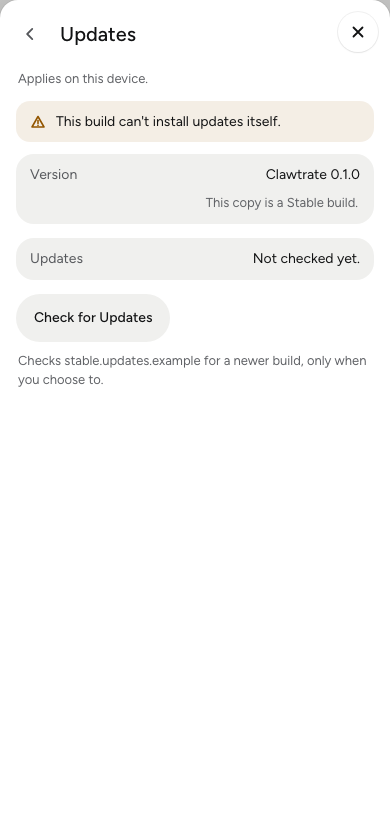 Updates
Applies on this device.
This build can't install updates itself.
Version
Clawtrate 0.1.0
This copy is a Stable build.
Updates
Not checked yet.
Check for Updates
Checks stable.updates.example for a newer build, only when
you choose to.